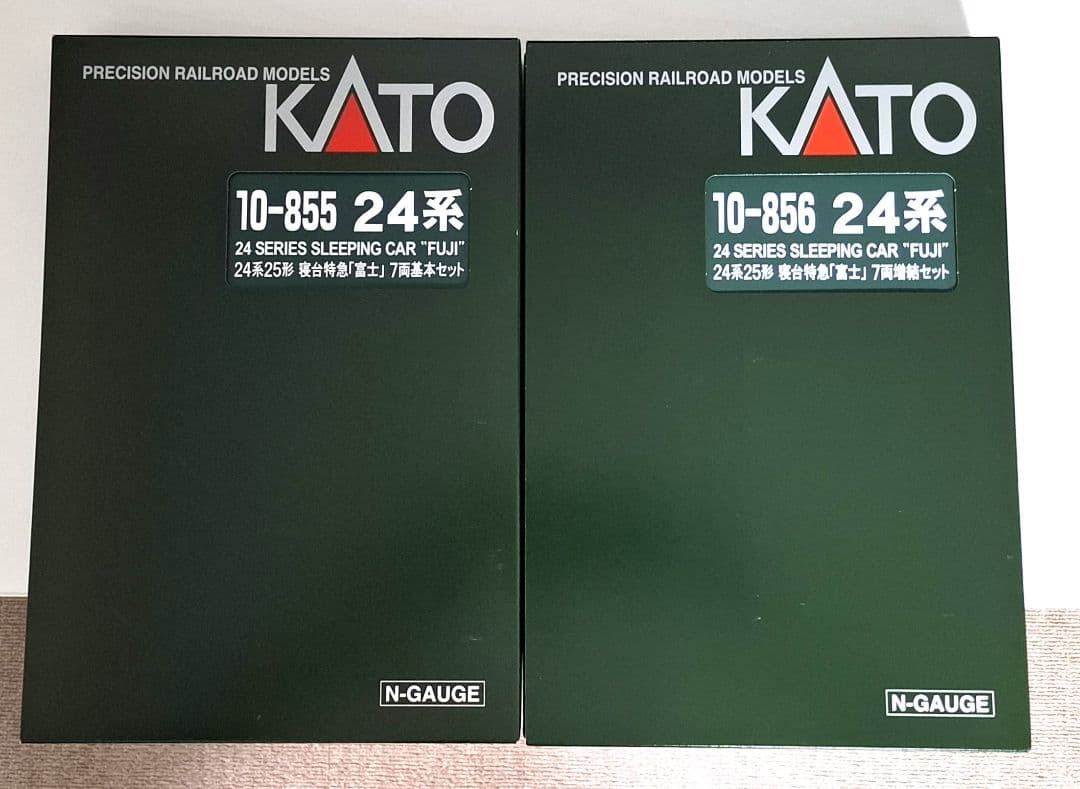 PRECISION RAILROAD MODELS
KATO
10-855 24系
24 SERIES SLEEPING CAR "FUJI"
24系25形 寝台特急「富士」 7両基本セット
N-GAUGE
PRECISION RAILROAD MODELS
KATO
10-856 24系
24 SERIES SLEEPING CAR "FUJI"
24系25形 寝台特急「富士」 7両増結セット
N-GAUGE